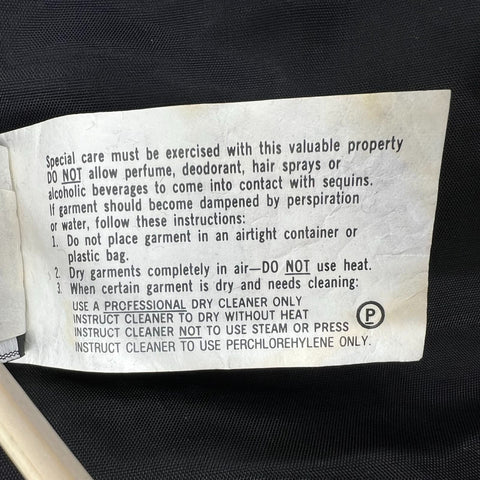 Special care must be exercised with this valuable property
DO NOT allow perfume, deodorant, hair sprays or
alcoholic beverages to come into contact with sequins.
If garment should become dampened by perspiration
or water, follow these instructions:
1. Do not place garment in an airtight container or
plastic bag.
2. Dry garments completely in air—DO NOT use heat.
3. When certain garment is dry and needs cleaning:
USE A PROFESSIONAL DRY CLEANER ONLY
INSTRUCT CLEANER TO DRY WITHOUT HEAT
INSTRUCT CLEANER NOT TO USE STEAM OR PRESS
INSTRUCT CLEANER TO USE PERCHLOREHYLENE ONLY.
P